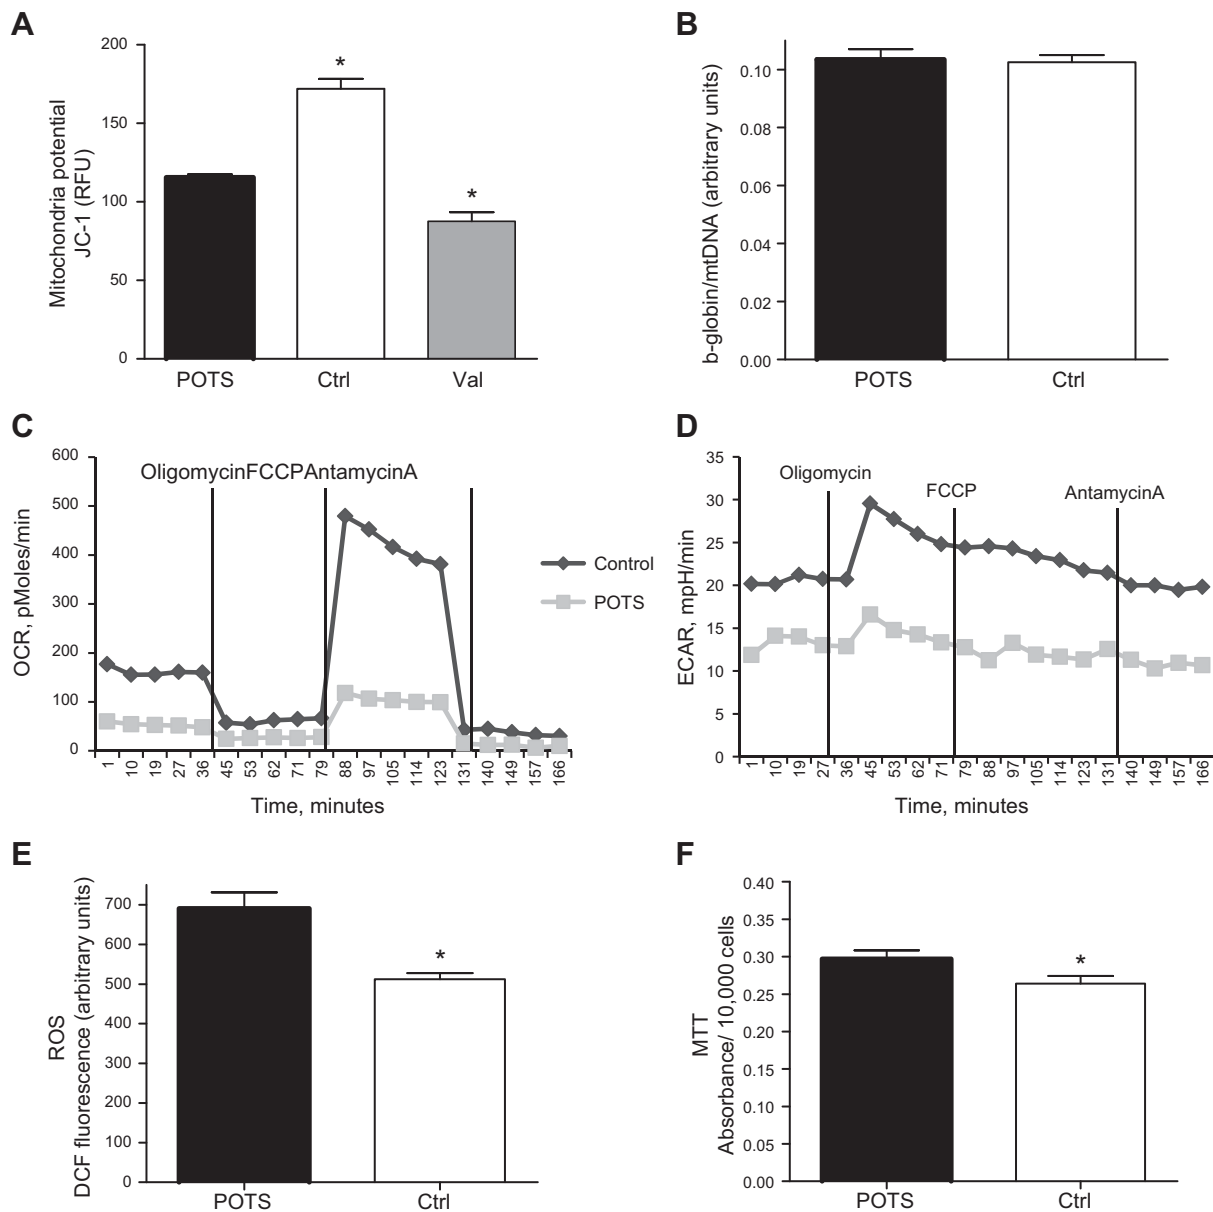 A
Mitochondria potential
JC-1 (RFU)
200
150
100
50
0
*
*
POTS Ctrl Val
B
b-globin/mtDNA (arbitrary units)
0.10
0.08
0.06
0.04
0.02
0.00
POTS Ctrl
C
OCR, pMoles/min
600
500
400
300
200
100
0
OligomycinFCCPAntamycinA
Control
POTS
1 10 19 27 36 45 53 62 71 79 88 97 105 114 123 131 140 149 157 166
Time, minutes
D
ECAR, mpH/min
35
30
25
20
15
10
5
0
Oligomycin
FCCP
AntamycinA
1 10 19 27 36 45 53 62 71 79 88 97 105 114 123 131 140 149 157 166
Time, minutes
E
ROS
DCF fluorescence (arbitrary units)
700
600
500
400
300
200
100
0
*
POTS Ctrl
F
MTT
Absorbance/ 10,000 cells
0.40
0.35
0.30
0.25
0.20
0.15
0.10
0.05
0.00
*
POTS Ctrl